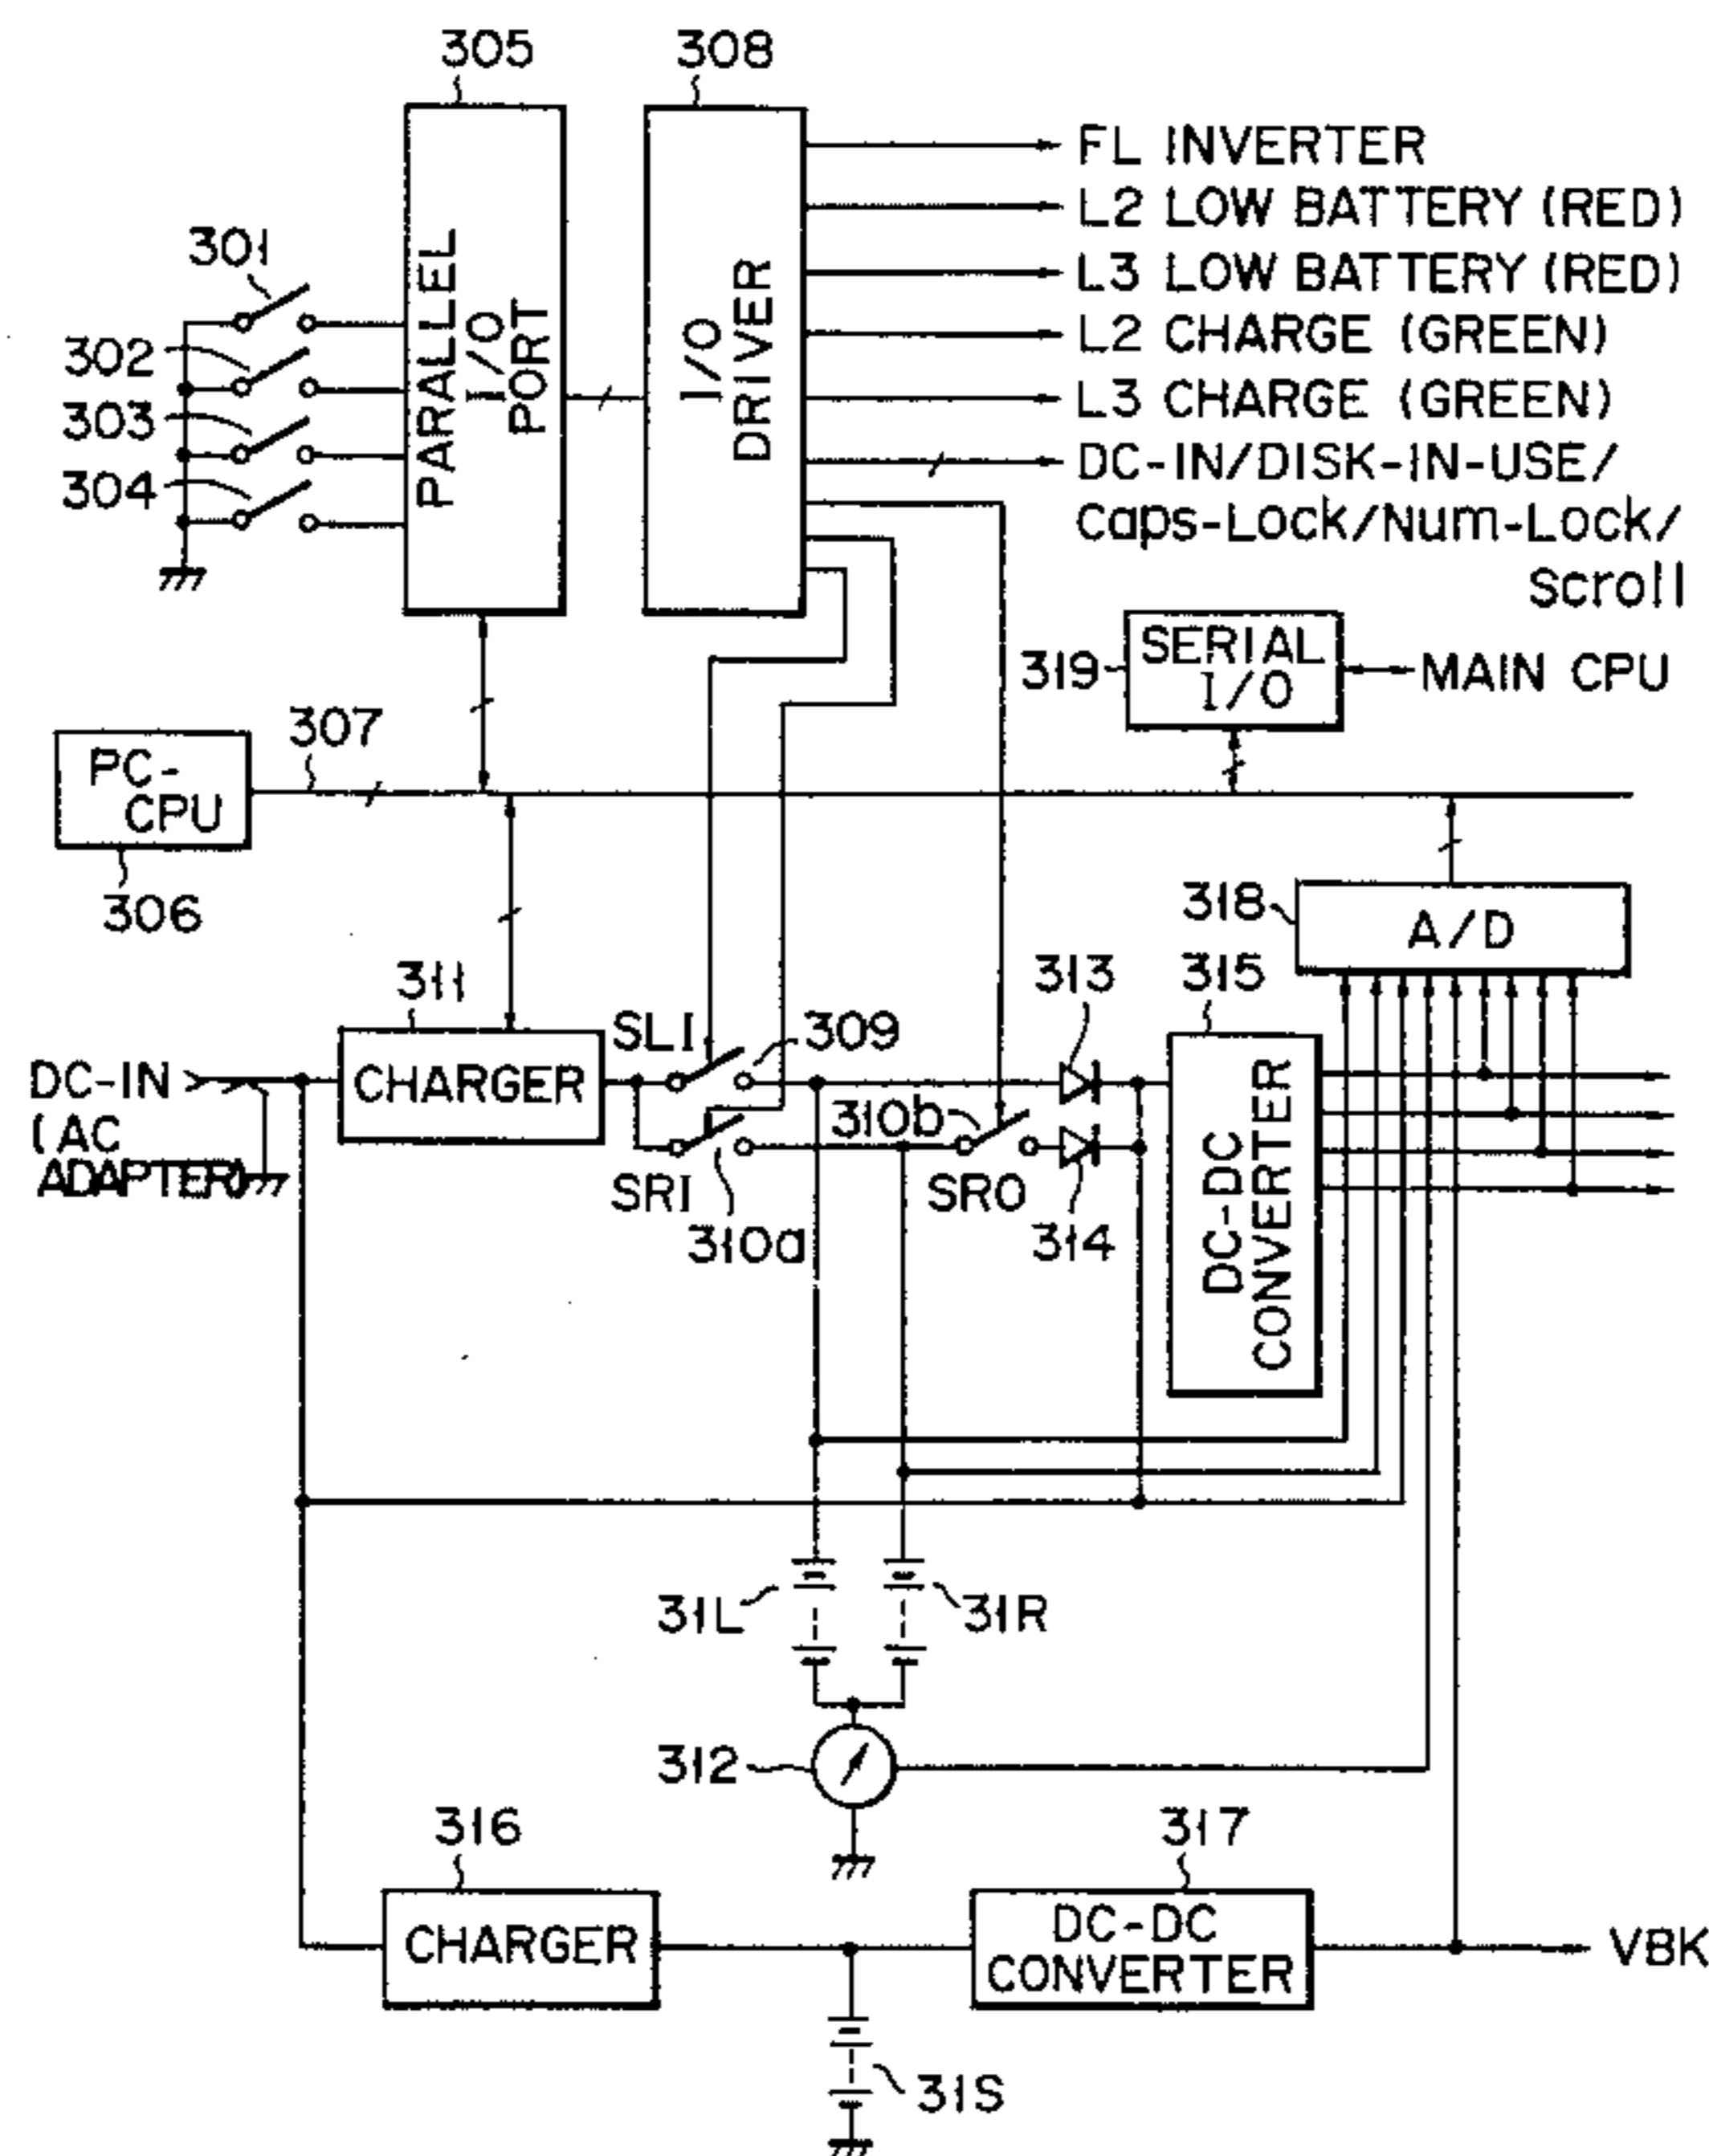 305
308
FL INVERTER
L2 LOW BATTERY (RED)
L3 LOW BATTERY (RED)
L2 CHARGE (GREEN)
L3 CHARGE (GREEN)
DC-IN/DISK-IN-USE/
Caps-Lock/Num-Lock/
Scroll
301
302
303
304
PARALLEL
I/O
PORT
I/O
DRIVER
319
SERIAL
I/O
MAIN CPU
307
PC-
CPU
306
318
A/D
311
313
315
SLI
309
DC-IN
(AC
ADAPTER)
CHARGER
310b
SRI
310a
SRO
314
DC-DC
CONVERTER
31L
31R
312
316
317
CHARGER
DC-DC
CONVERTER
VBK
31S